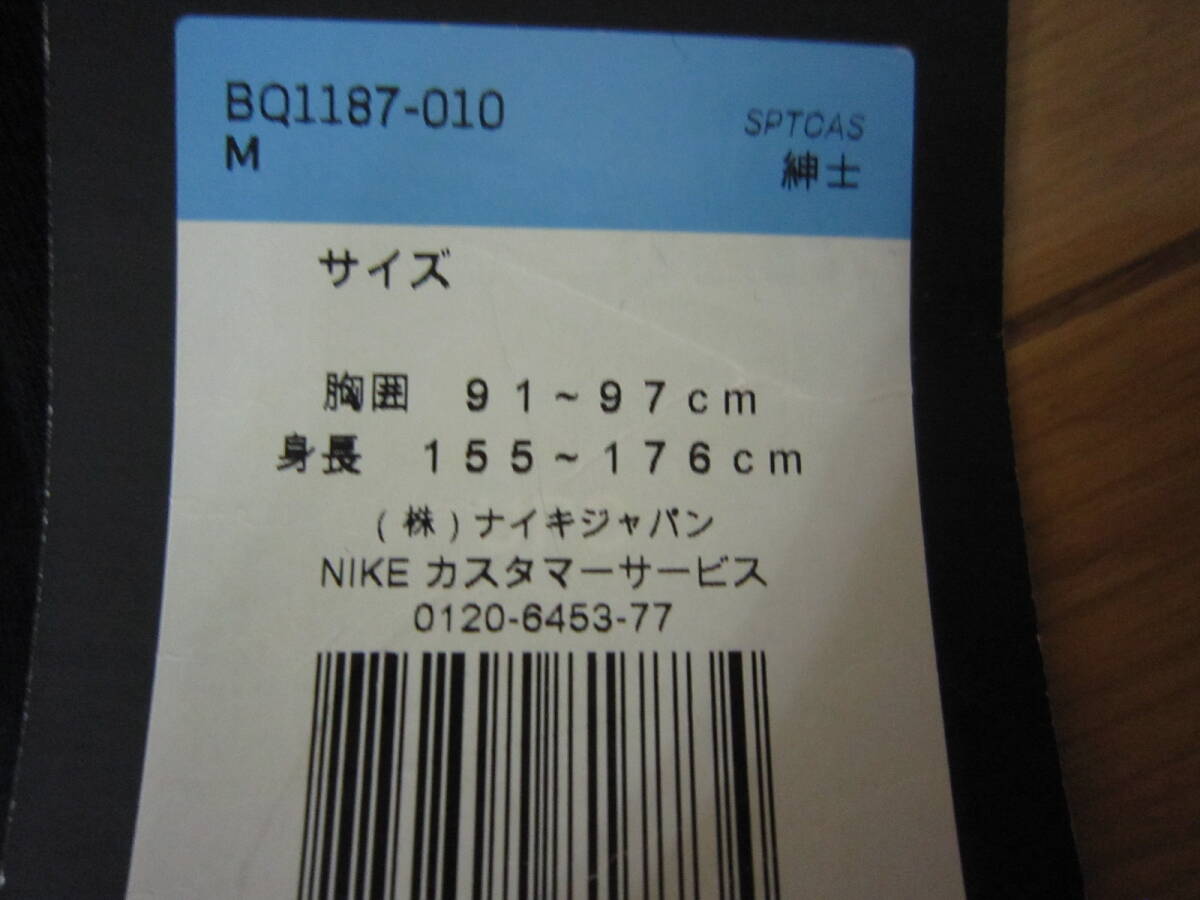 BQ1187-010
M
SPTCAS
紳士
サイズ
胸囲 91~97cm
身長 155~176cm
(株)ナイキジャパン
NIKE カスタマーサービス
0120-6453-77